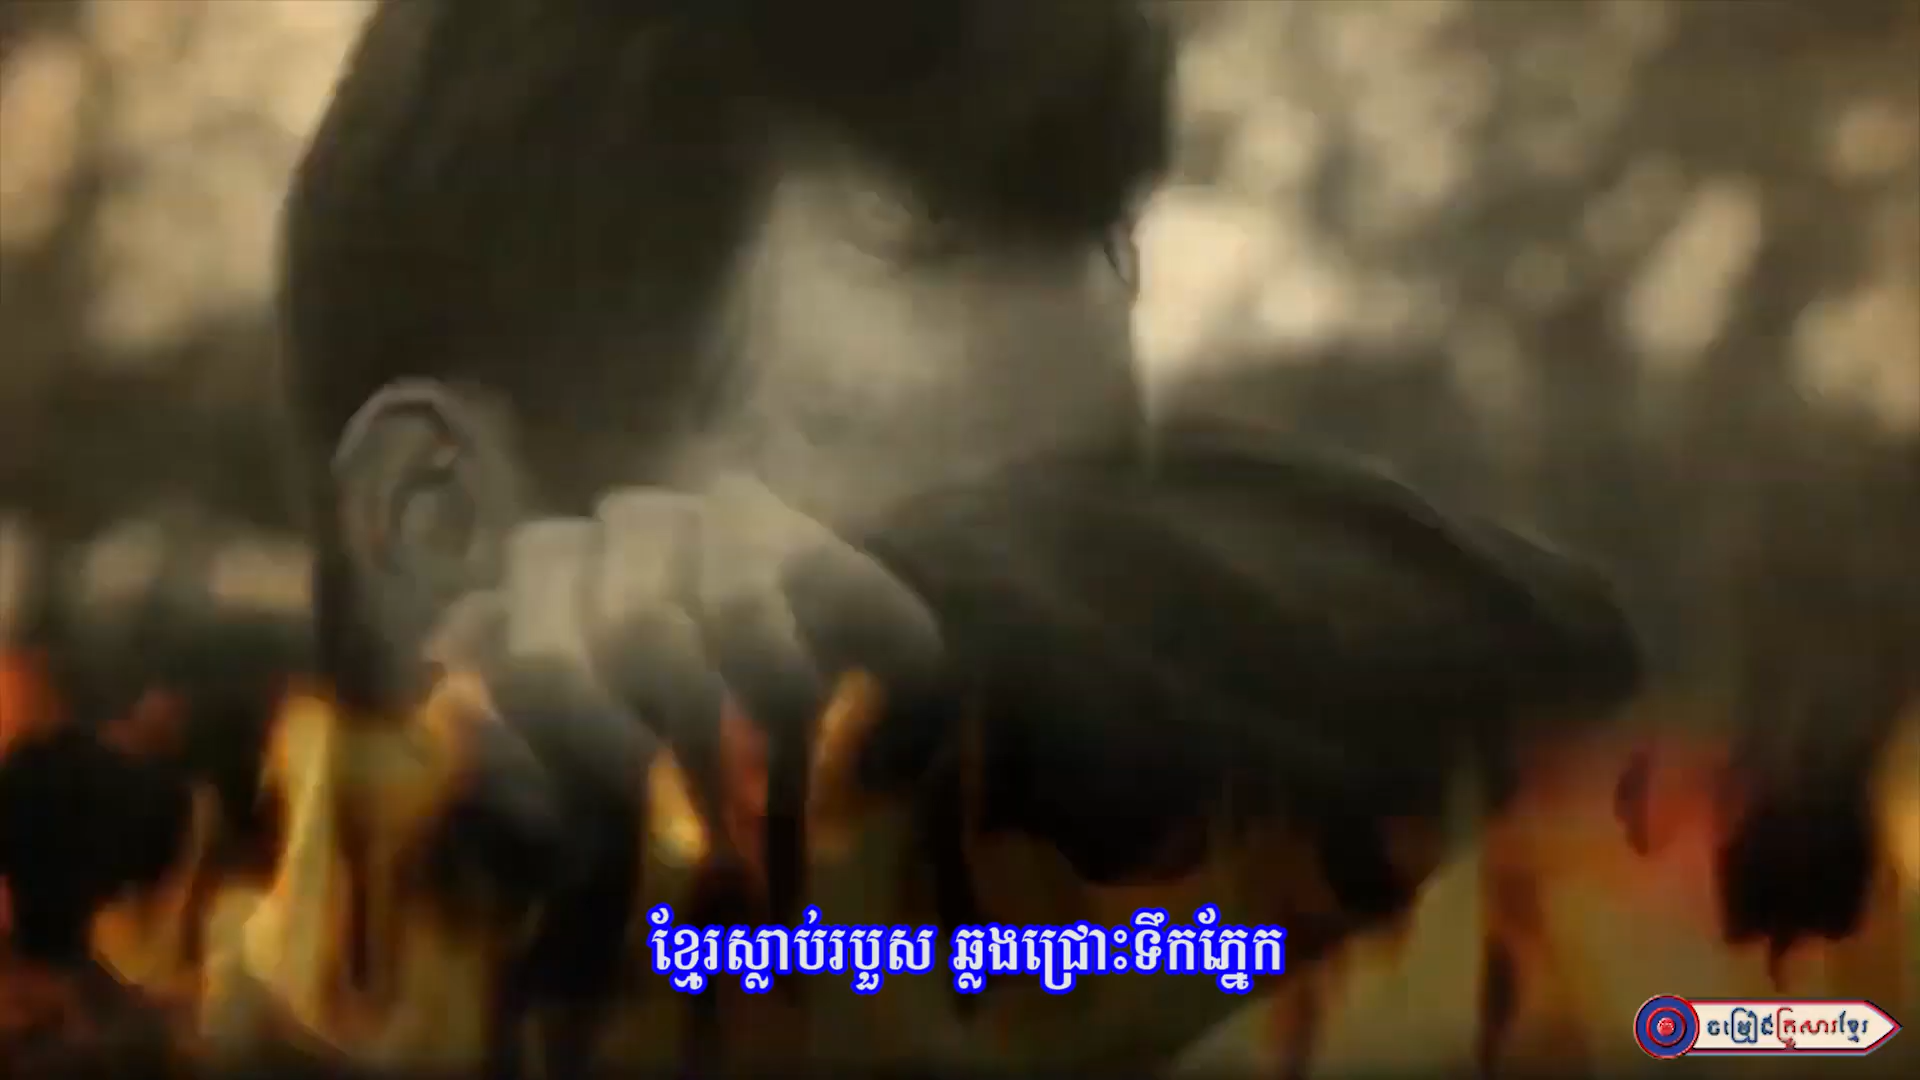 ខ្មែរស្លាប់របួស ឆ្លងជ្រោះទឹកភ្នែក
ចម្រៀងគ្រួសារខ្មែរ